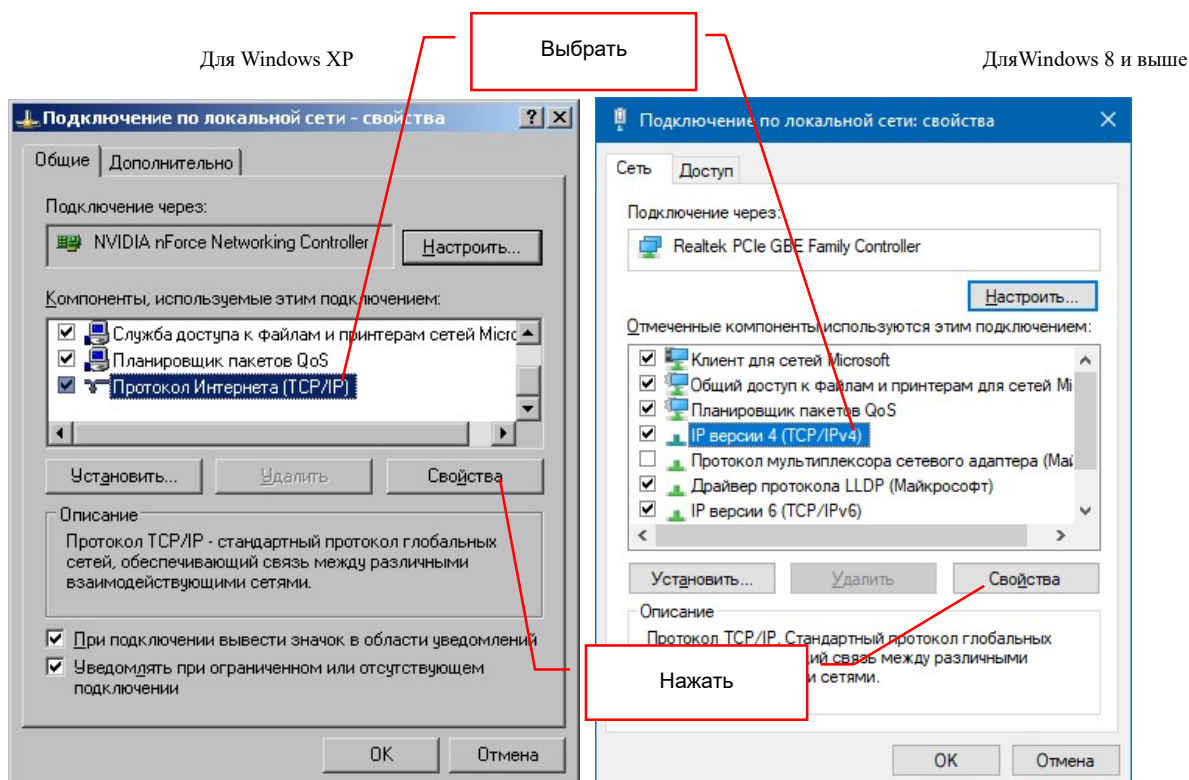 Для Windows XP
Выбрать
ДляWindows 8 и выше
Подключение по локальной сети - свойства
Общие
Дополнительно
Подключение через:
NVIDIA nForce Networking Controller
Настроить...
Компоненты, используемые этим подключением:
Служба доступа к файлам и принтерам сетей Micro
Планировщик пакетов QoS
Протокол Интернета (TCP/IP)
Установить...
Удалить
Свойства
Описание
Протокол TCP/IP - стандартный протокол глобальных
сетей, обеспечивающий связь между различными
взаимодействующими сетями.
При подключении вывести значок в области уведомлений
Уведомлять при ограниченном или отсутствующем
подключении
OK
Отмена
Подключение по локальной сети: свойства
Сеть
Доступ
Подключение через:
Realtek PCIe GBE Family Controller
Настроить...
Отмеченные компоненты используются этим подключением:
Клиент для сетей Microsoft
Общий доступ к файлам и принтерам для сетей Mi
Планировщик пакетов QoS
IP версии 4 (TCP/IPv4)
Протокол мультиплексора сетевого адаптера (Май
Драйвер протокола LLDP (Майкрософт)
IP версии 6 (TCP/IPv6)
Установить...
Удалить
Свойства
Описание
Протокол TCP/IP. Стандартный протокол глобальных
ий связь между различными
и сетями.
Нажать
OK
Отмена